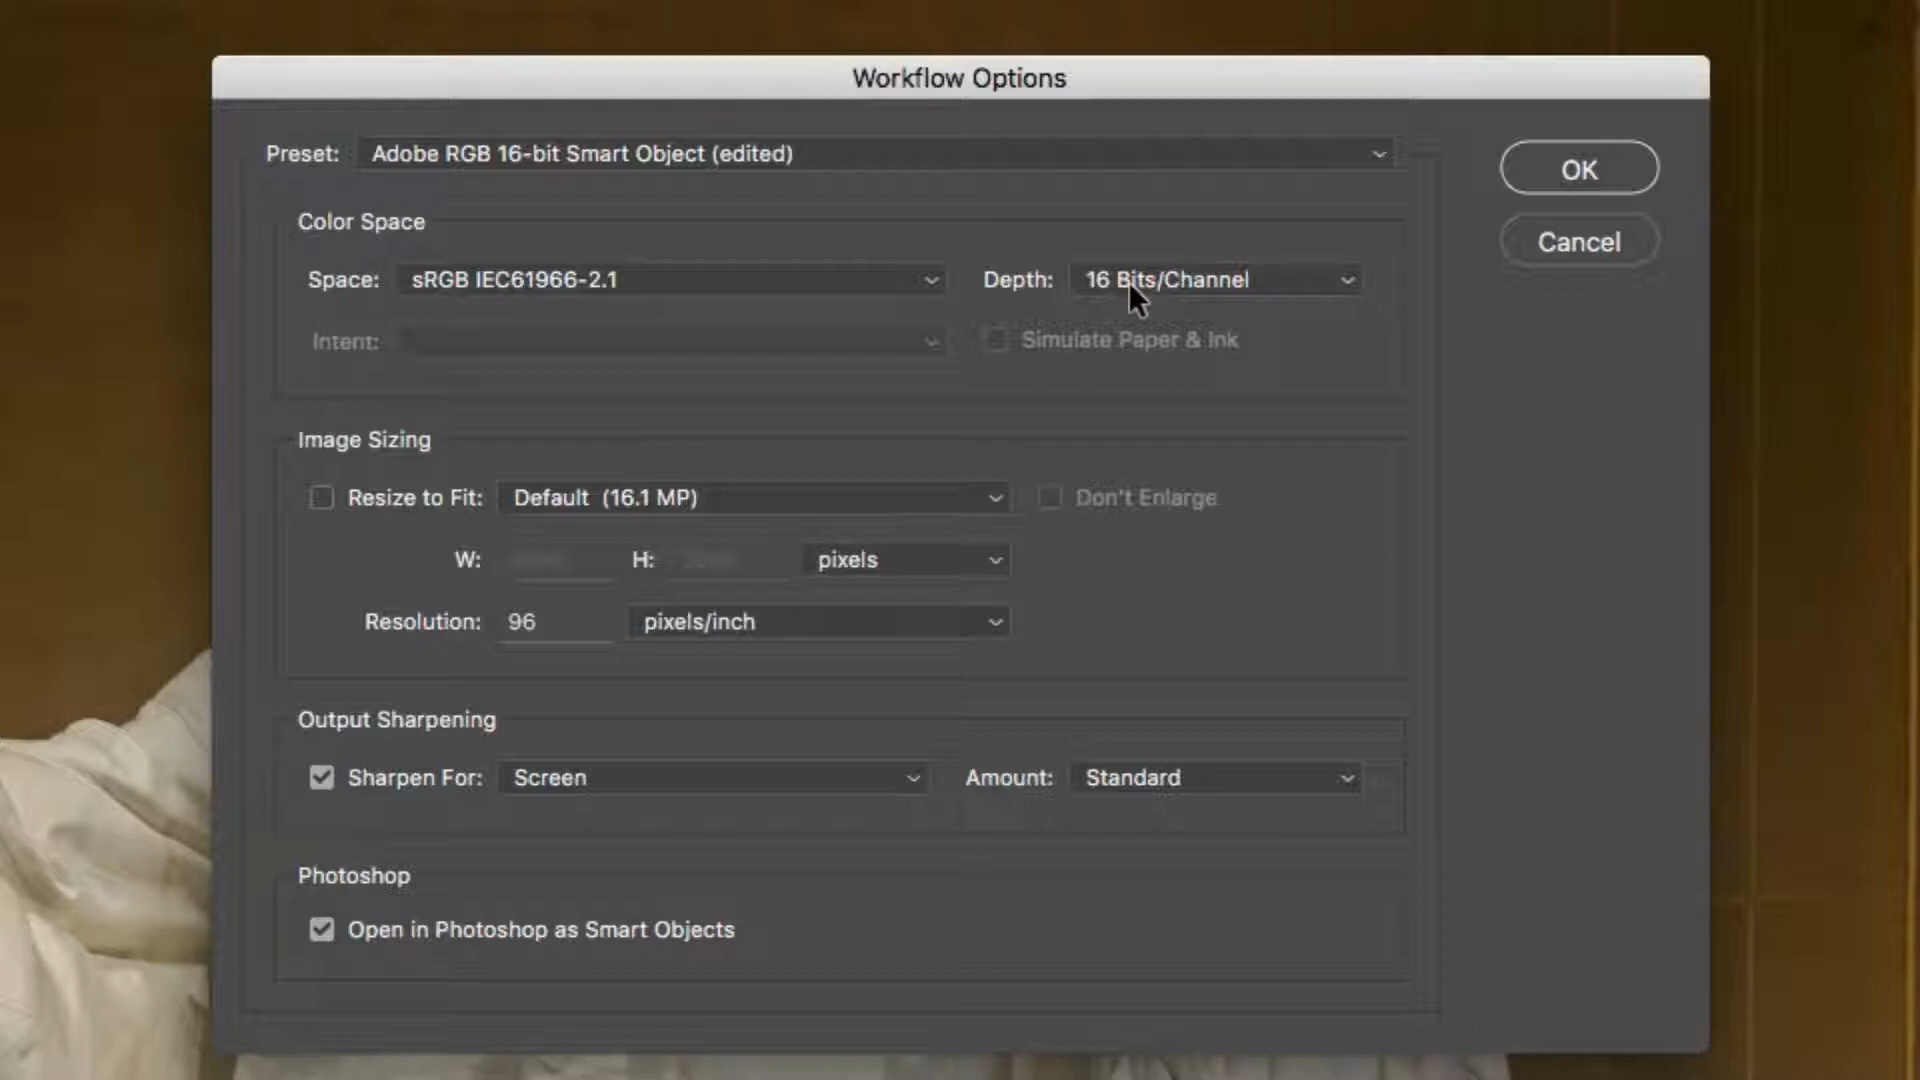 Workflow Options
Preset: Adobe RGB 16-bit Smart Object (edited)
OK
Cancel
Color Space
Space: sRGB IEC61966-2.1 Depth: 16 Bits/Channel
Intent: Simulate Paper & Ink
Image Sizing
Resize to Fit: Default (16.1 MP) Don't Enlarge
W: H: pixels
Resolution: 96 pixels/inch
Output Sharpening
Sharpen For: Screen Amount: Standard
Photoshop
Open in Photoshop as Smart Objects